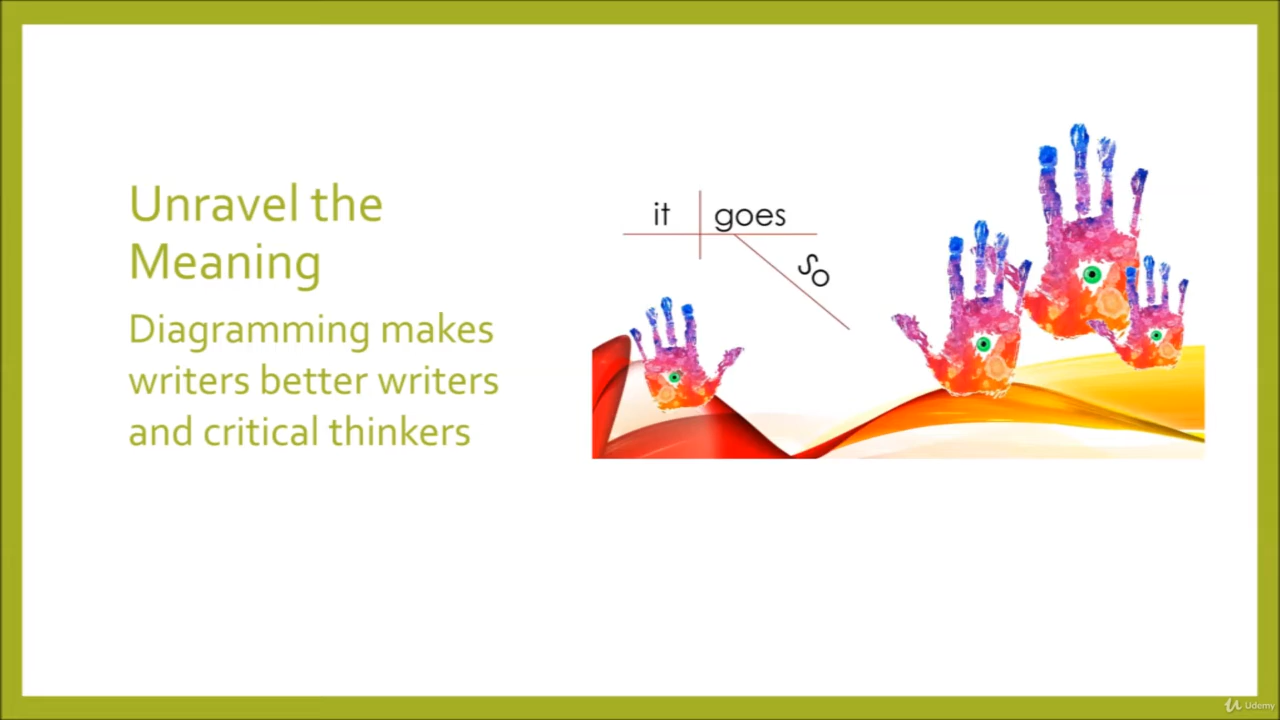 Unravel the
Meaning
Diagramming makes
writers better writers
and critical thinkers
it goes
so
Udemy